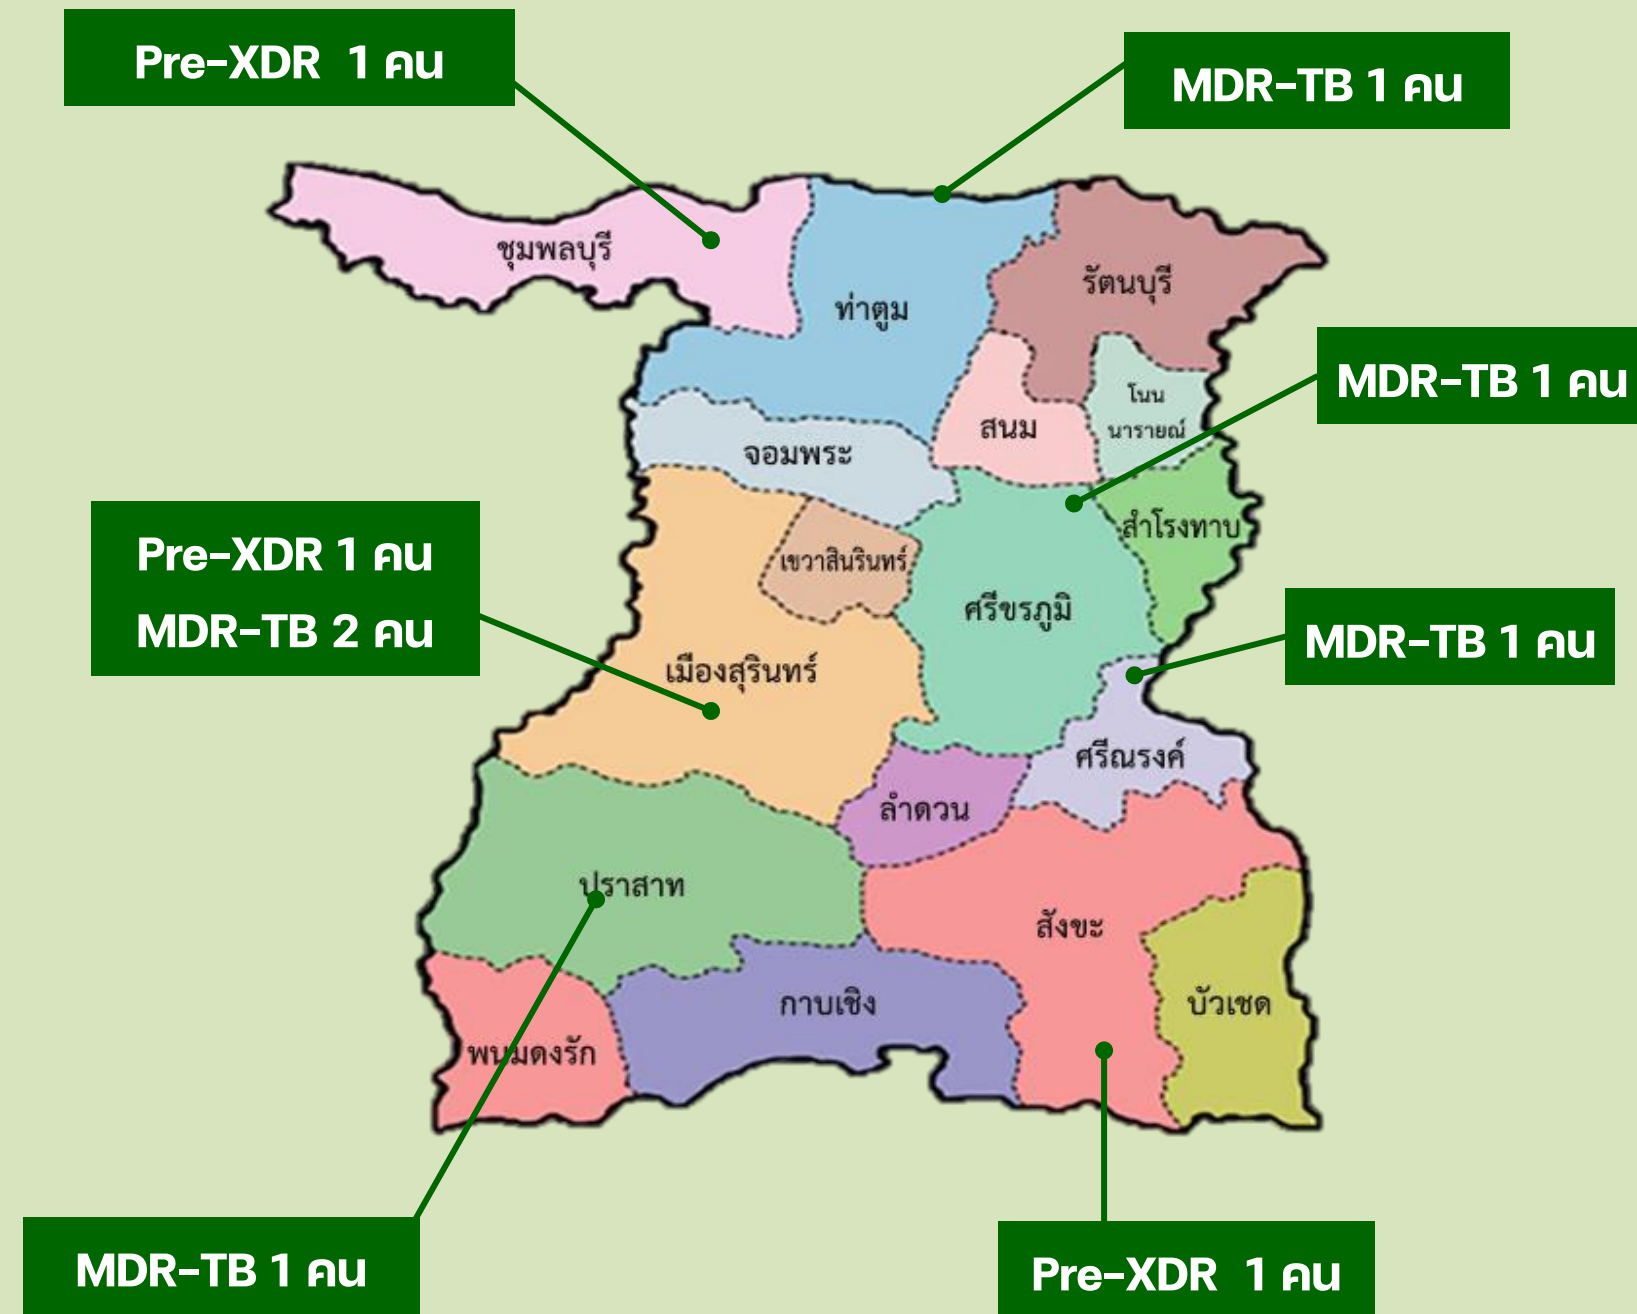 Pre-XDR 1 คน
MDR-TB 1 คน
ชุมพลบุรี
ท่าตูม
รัตนบุรี
MDR-TB 1 คน
โนน
นารายณ์
สนม
จอมพระ
Pre-XDR 1 คน
MDR-TB 2 คน
สำโรงทาบ
เขวาสินรินทร์
ศรีขรภูมิ
MDR-TB 1 คน
เมืองสุรินทร์
ศรีณรงค์
ลำดวน
ปราสาท
สังขะ
กาบเชิง
บัวเชด
พนมดงรัก
MDR-TB 1 คน
Pre-XDR 1 คน